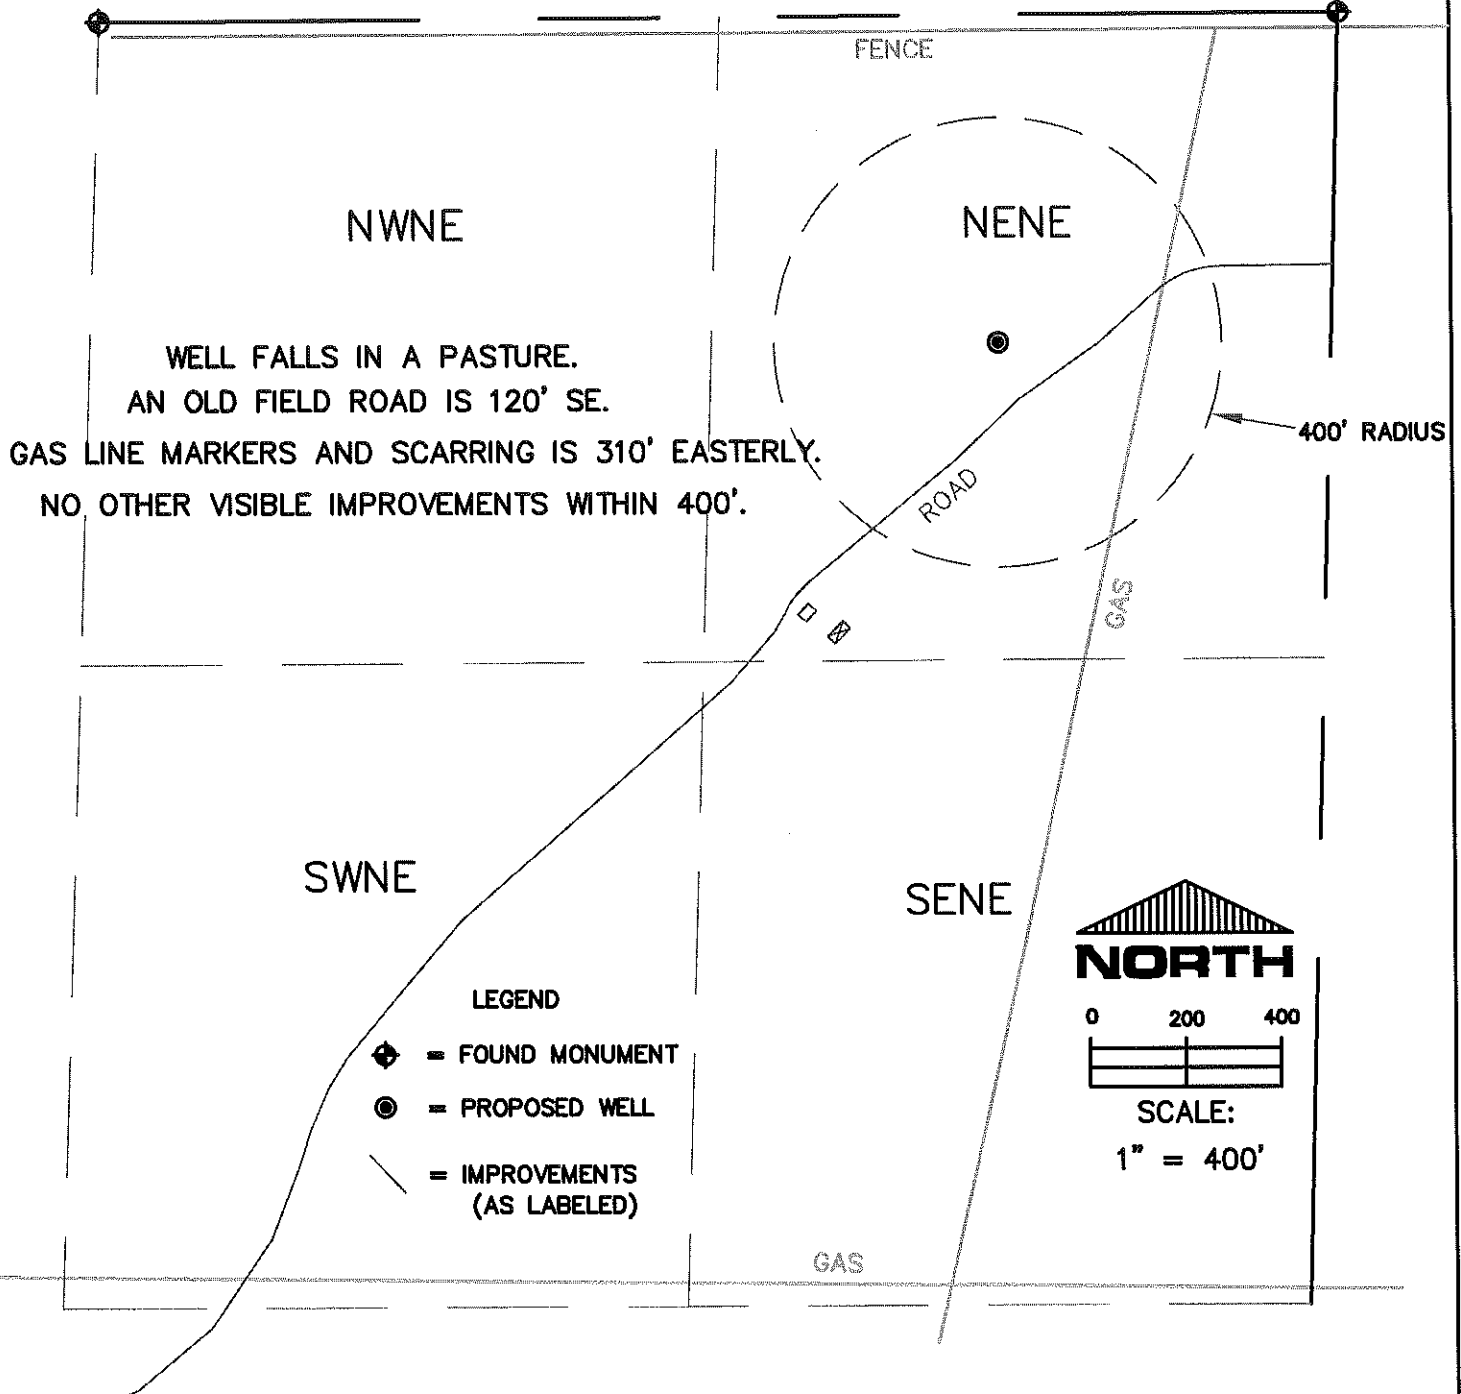 FENCE
NWNE
NENE
WELL FALLS IN A PASTURE.
AN OLD FIELD ROAD IS 120' SE.
GAS LINE MARKERS AND SCARRING IS 310' EASTERLY.
NO OTHER VISIBLE IMPROVEMENTS WITHIN 400'.
400' RADIUS
ROAD
GAS
SWNE
SENE
NORTH
0 200 400
SCALE:
1" = 400'
LEGEND
= FOUND MONUMENT
= PROPOSED WELL
= IMPROVEMENTS
(AS LABELED)
GAS